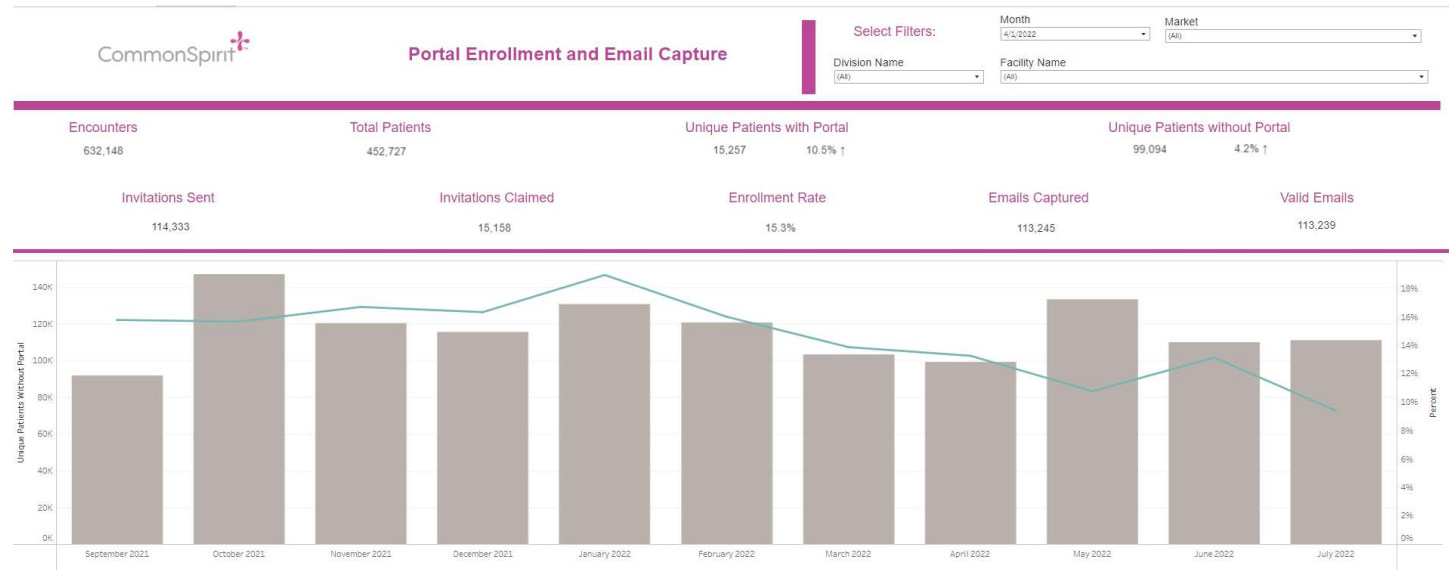 CommonSpirit
Portal Enrollment and Email Capture
Select Filters:
Month
4/1/2022
Market
(All)
Division Name
(All)
Facility Name
(All)
Encounters
632,148
Total Patients
452,727
Unique Patients with Portal
15,257 10.5% ↑
Unique Patients without Portal
99,094 4.2% ↑
Invitations Sent
114,333
Invitations Claimed
15,158
Enrollment Rate
15.3%
Emails Captured
113,245
Valid Emails
113,239
Unique Patients Without Portal
140K
120K
100K
80K
60K
40K
20K
0K
18%
16%
14%
12%
10%
8%
6%
4%
2%
0%
Percent
September 2021 October 2021 November 2021 December 2021 January 2022 February 2022 March 2022 April 2022 May 2022 June 2022 July 2022